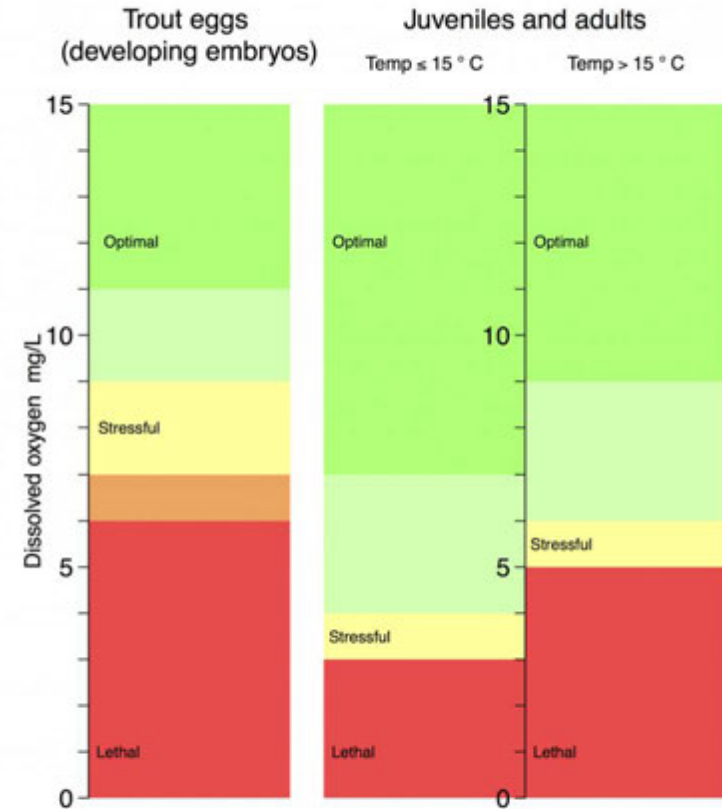 Trout eggs
(developing embryos)
Juveniles and adults
Temp ≤ 15 ° C
Temp > 15 ° C
Dissolved oxygen mg/L
15
10
5
0
Optimal
Stressful
Lethal
Optimal
Stressful
Lethal
15
10
5
0
Optimal
Stressful
Lethal